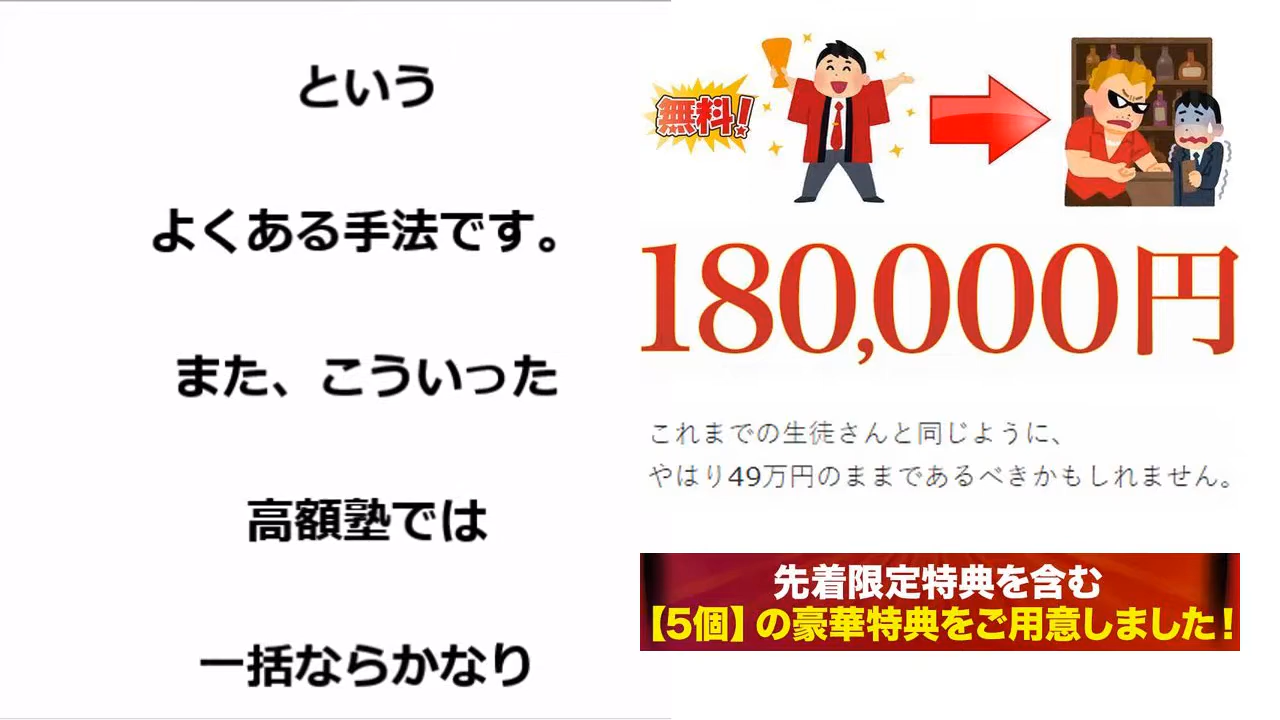 という
よくある手法です。
また、こういった
高額塾では
一括ならかなり
無料！
180,000円
これまでの生徒さんと同じように、
やはり49万円のままであるべきかもしれません。
先着限定特典を含む
【5個】の豪華特典をご用意しました！